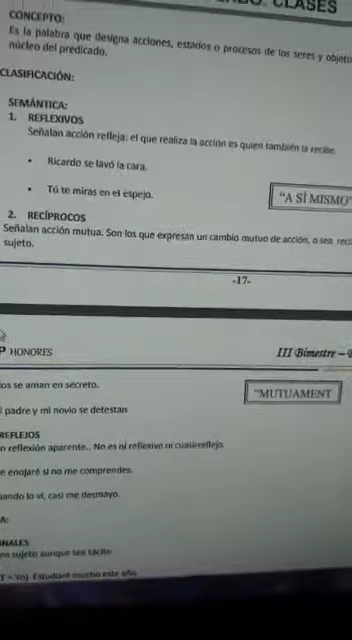 CLASES
CONCEPTO:
Es la palabra que designa acciones, estados o procesos de los seres y objeto
núcleo del predicado.
CLASIFICACIÓN:
SEMÁNTICA:
1. REFLEXIVOS
Señalan acción refleja: el que realiza la acción es quien también la recibe.
• Ricardo se lavó la cara.
• Tú te miras en el espejo.
"A SÍ MISMO"
2. RECÍPROCOS
Señalan acción mutua. Son los que expresan un cambio mutuo de acción, o sea reci
sujeto.
-17-
P HONORES
III Bimestre –
ios se aman en secreto.
"MUTUAMENT
i padre y mi novio se detestan
REFLEJOS
n reflexión aparente.. No es ni reflexivo ni cuasirreflejo.
e enojaré si no me comprendes.
uando lo vi, casi me desmayo.
A:
NALES
en sujeto aunque sea tácito
Yo) Estudiaré mucho este año.